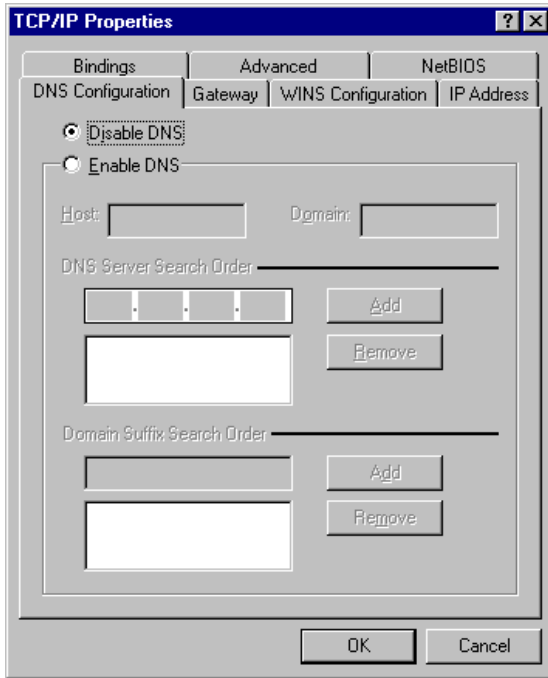 TCP/IP Properties ? X
Bindings Advanced NetBIOS
DNS Configuration Gateway WINS Configuration IP Address
Disable DNS
Enable DNS
Host: Domain:
DNS Server Search Order
. . .
Add
Remove
Domain Suffix Search Order
Add
Remove
OK Cancel